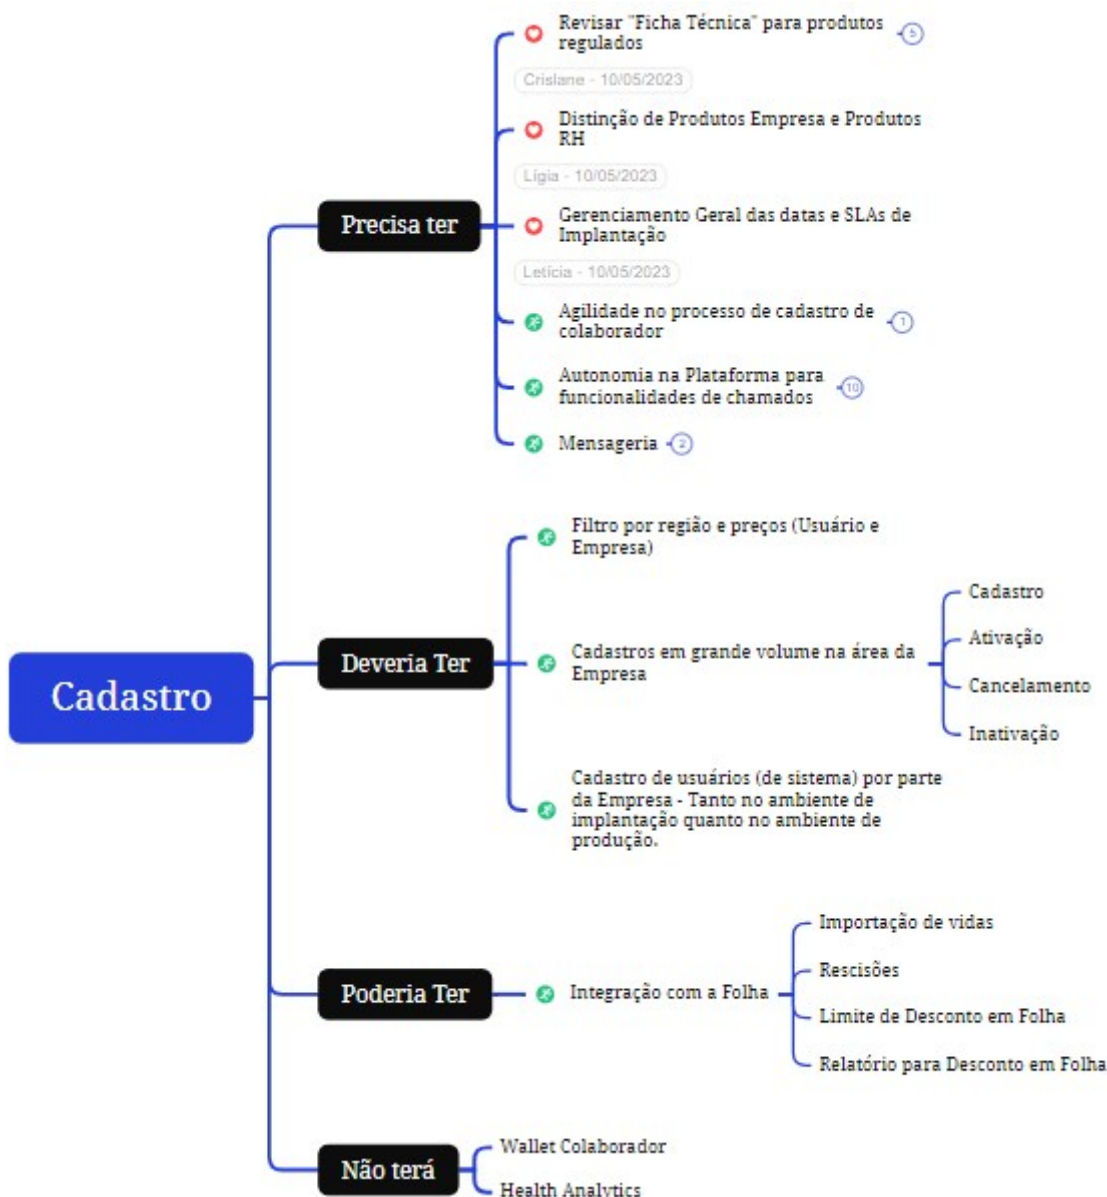 Cadastro
Precisa ter
Revisar "Ficha Técnica" para produtos
regulados
5
Crislane - 10/05/2023
Distinção de Produtos Empresa e Produtos
RH
Lígia - 10/05/2023
Gerenciamento Geral das datas e SLAs de
Implantação
Letícia - 10/05/2023
Agilidade no processo de cadastro de
colaborador
1
Autonomia na Plataforma para
funcionalidades de chamados
10
Mensageria
2
Deveria Ter
Filtro por região e preços (Usuário e
Empresa)
Cadastros em grande volume na área da
Empresa
Cadastro
Ativação
Cancelamento
Inativação
Cadastro de usuários (de sistema) por parte
da Empresa - Tanto no ambiente de
implantação quanto no ambiente de
produção.
Poderia Ter
Integração com a Folha
Importação de vidas
Rescisões
Limite de Desconto em Folha
Relatório para Desconto em Folha
Não terá
Wallet Colaborador
Health Analytics